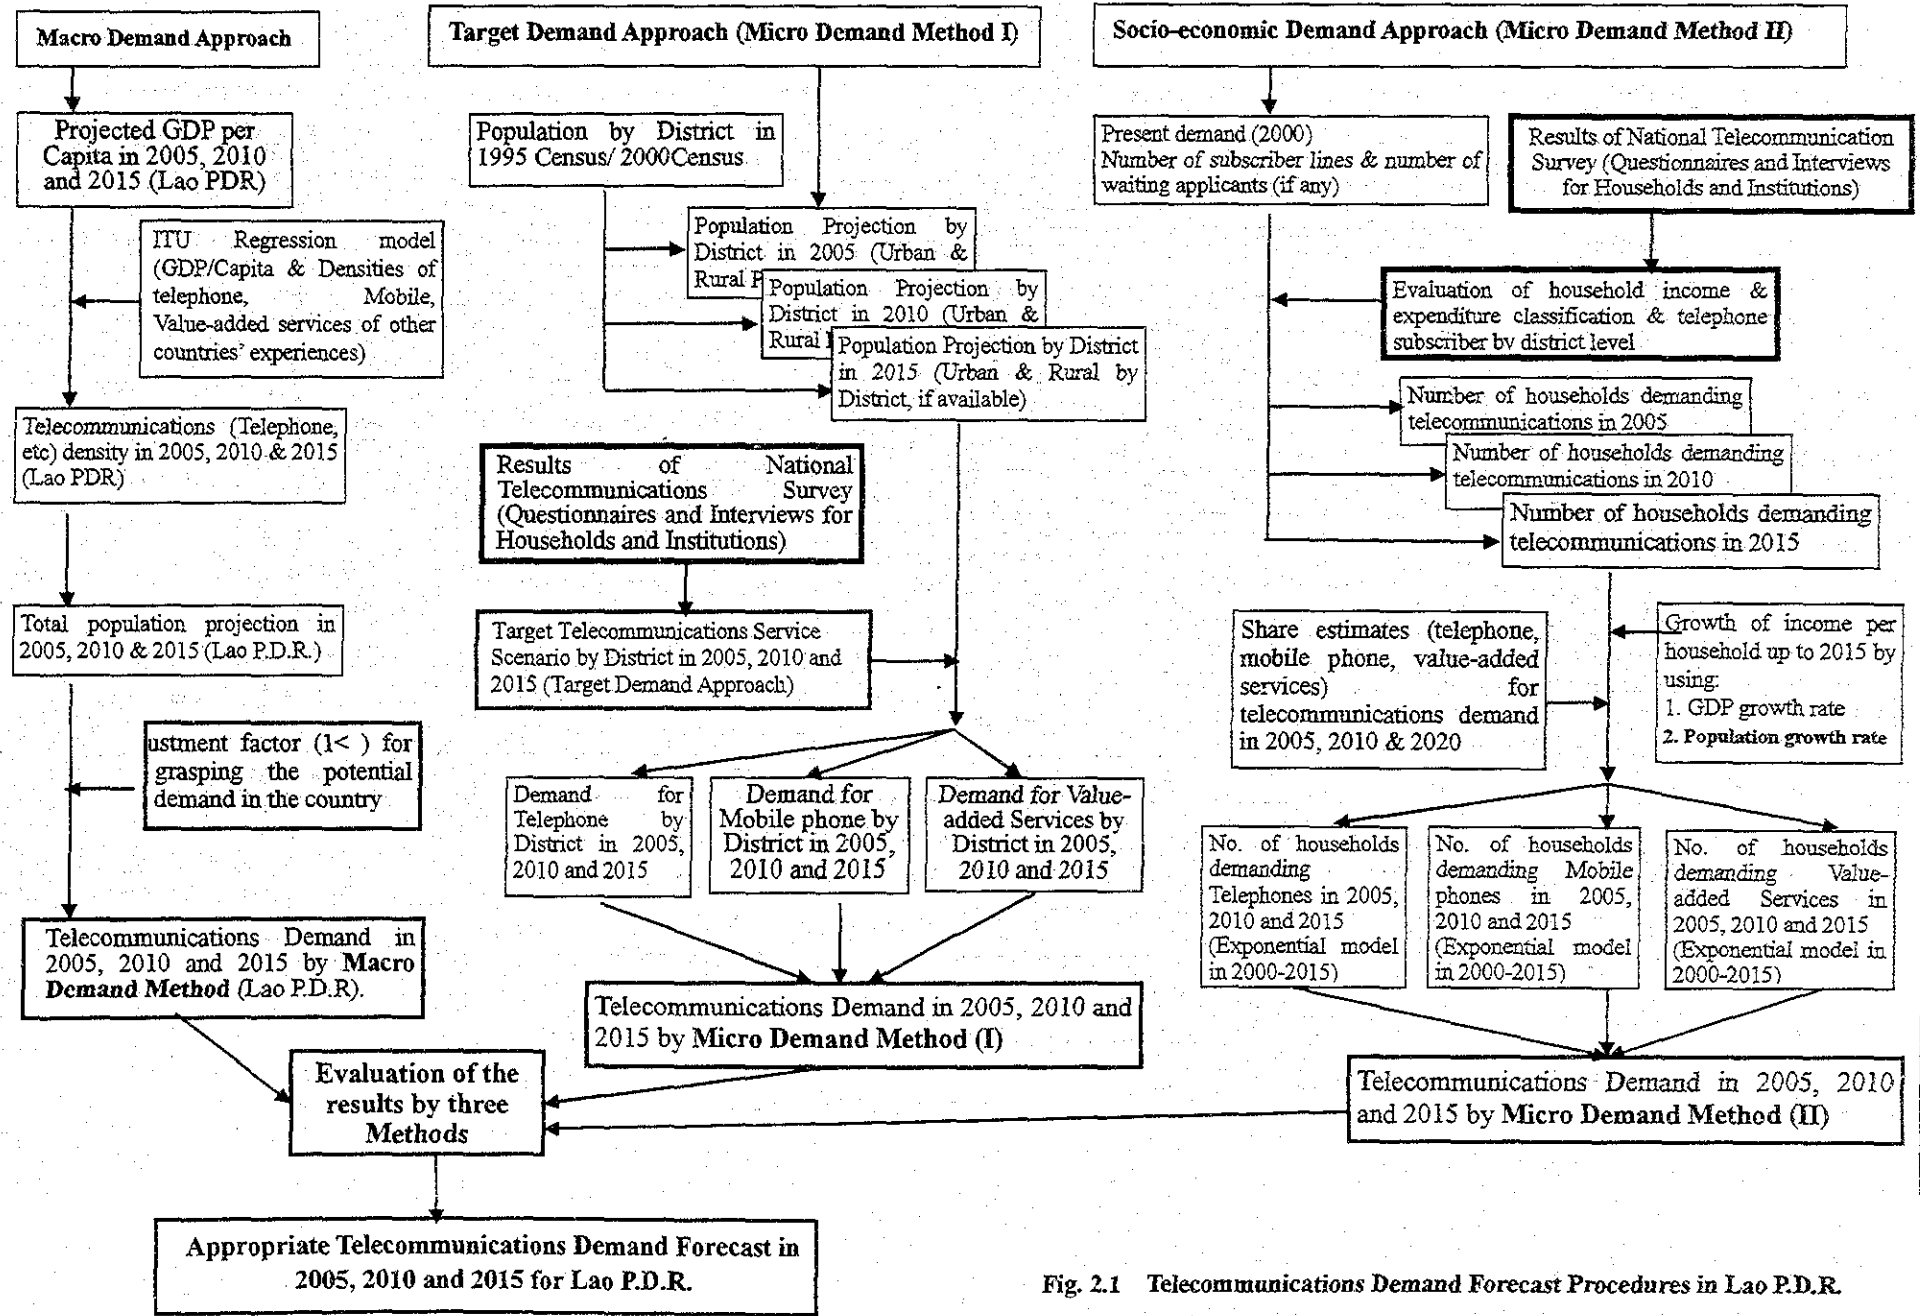 Macro Demand Approach
Projected GDP per
Capita in 2005, 2010
and 2015 (Lao PDR)
ITU Regression model
(GDP/Capita & Densities of
telephone, Mobile,
Value-added services of other
countries' experiences)
Telecommunications (Telephone,
etc) density in 2005, 2010 & 2015
(Lao PDR)
Total population projection in
2005, 2010 & 2015 (Lao P.D.R.)
ustment factor (1< ) for
grasping the potential
demand in the country
Telecommunications Demand in
2005, 2010 and 2015 by Macro
Demand Method (Lao P.D.R).
Target Demand Approach (Micro Demand Method I)
Population by District in
1995 Census/ 2000Census
Population Projection by
District in 2005 (Urban &
Rural P
Population Projection by
District in 2010 (Urban &
Rural
Population Projection by District
in 2015 (Urban & Rural by
District, if available)
Results of National
Telecommunications Survey
(Questionnaires and Interviews for
Households and Institutions)
Target Telecommunications Service
Scenario by District in 2005, 2010 and
2015 (Target Demand Approach)
Demand for
Telephone by
District in 2005,
2010 and 2015
Demand for
Mobile phone by
District in 2005,
2010 and 2015
Demand for Value-
added Services by
District in 2005,
2010 and 2015
Telecommunications Demand in 2005, 2010 and
2015 by Micro Demand Method (I)
Socio-economic Demand Approach (Micro Demand Method II)
Present demand (2000)
Number of subscriber lines & number of
waiting applicants (if any)
Results of National Telecommunication
Survey (Questionnaires and Interviews
for Households and Institutions)
Evaluation of household income &
expenditure classification & telephone
subscriber by district level
Number of households demanding
telecommunications in 2005
Number of households demanding
telecommunications in 2010
Number of households demanding
telecommunications in 2015
Share estimates (telephone,
mobile phone, value-added
services) for
telecommunications demand
in 2005, 2010 & 2020
Growth of income per
household up to 2015 by
using:
1. GDP growth rate
2. Population growth rate
No. of households
demanding
Telephones in 2005,
2010 and 2015
(Exponential model
in 2000-2015)
No. of households
demanding Mobile
phones in 2005,
2010 and 2015
(Exponential model
in 2000-2015)
No. of households
demanding Value-
added Services in
2005, 2010 and 2015
(Exponential model in
2000-2015)
Telecommunications Demand in 2005, 2010
and 2015 by Micro Demand Method (II)
Evaluation of the
results by three
Methods
Appropriate Telecommunications Demand Forecast in
2005, 2010 and 2015 for Lao P.D.R.
Fig. 2.1 Telecommunications Demand Forecast Procedures in Lao P.D.R.